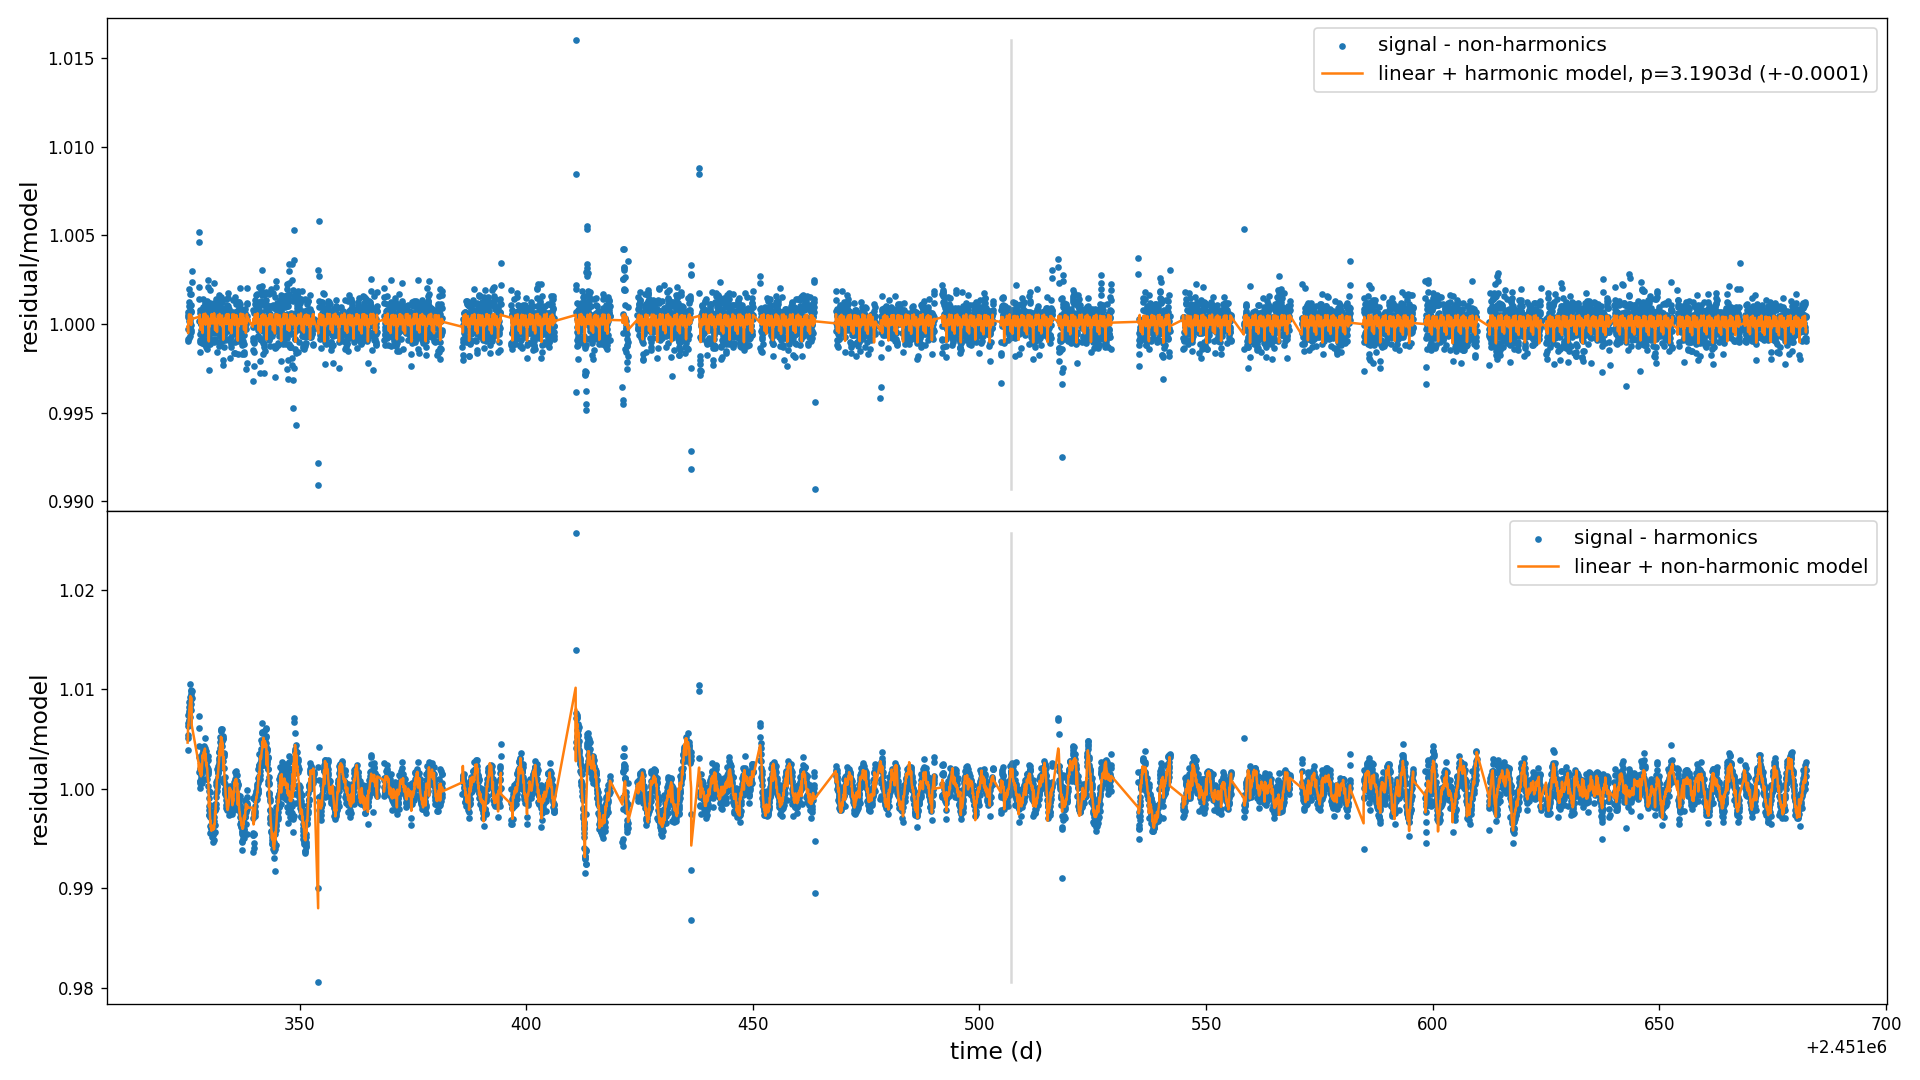 signal - non-harmonics
linear + harmonic model, p=3.1903d (+-0.0001)
residual/model
1.015
1.010
1.005
1.000
0.995
0.990
signal - harmonics
linear + non-harmonic model
residual/model
1.02
1.01
1.00
0.99
0.98
350 400 450 500 550 600 650 700
time (d)
+2.451e6